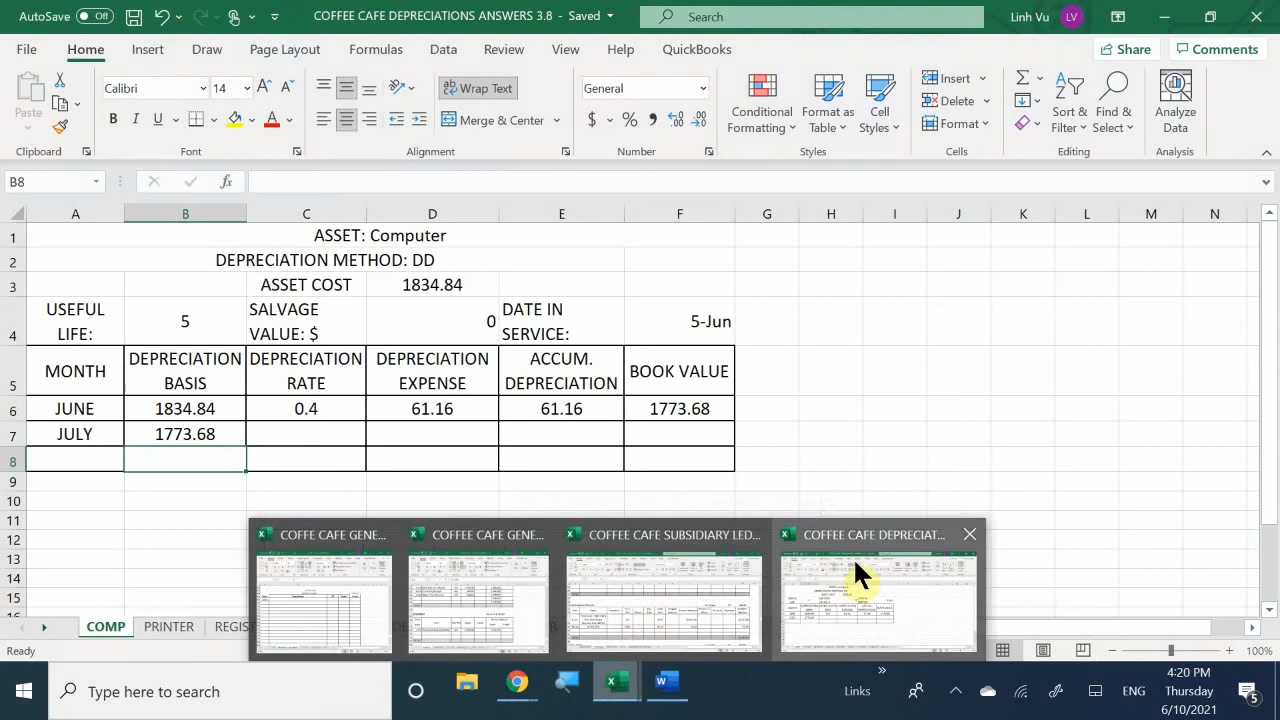 AutoSave Off COFFEE CAFE DEPRECIATIONS ANSWERS 3.8 - Saved Search Linh Vu LV
File Home Insert Draw Page Layout Formulas Data Review View Help QuickBooks Share Comments
Paste Calibri 14 A A Wrap Text General Conditional Formatting Format as Table Cell Styles Insert Delete Format Sort & Filter Find & Select Analyze Data
B I U A Merge & Center $ % 9
Clipboard Font Alignment Number Styles Cells Editing Analysis
B8 fx
A B C D E F G H I J K L M N
1 ASSET: Computer
2 DEPRECIATION METHOD: DD
3 ASSET COST 1834.84
4 USEFUL LIFE: 5 SALVAGE VALUE: $ 0 DATE IN SERVICE: 5-Jun
5 MONTH DEPRECIATION BASIS DEPRECIATION RATE DEPRECIATION EXPENSE ACCUM. DEPRECIATION BOOK VALUE
6 JUNE 1834.84 0.4 61.16 61.16 1773.68
7 JULY 1773.68
8
9
10
11
12
13
14
15
COFFE CAFE GENE... COFFEE CAFE GENE... COFFEE CAFE SUBSIDIARY LED... COFFEE CAFE DEPRECIAT...
COMP PRINTER REGIS
Ready 100%
Type here to search Links ENG 4:20 PM
Thursday
6/10/2021
5